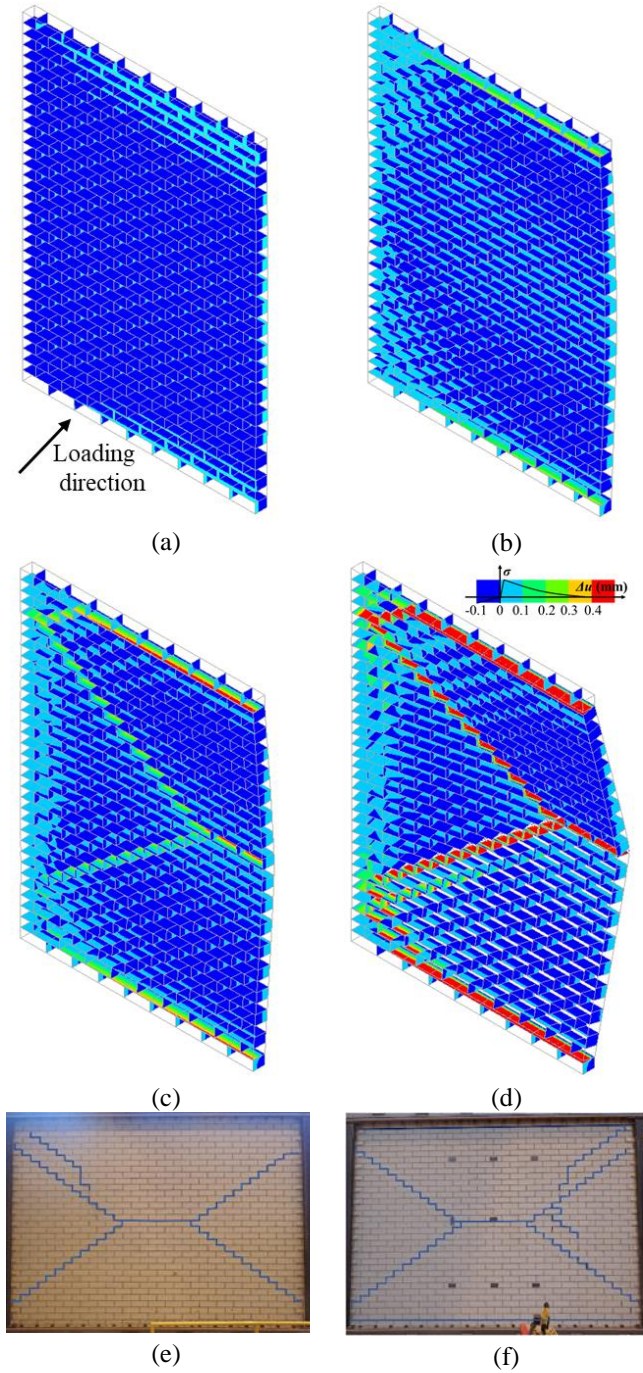 Loading
direction
(a)
(b)
σ
Δu (mm)
-0.1 0 0.1 0.2 0.3 0.4
(c)
(d)
(e)
(f)